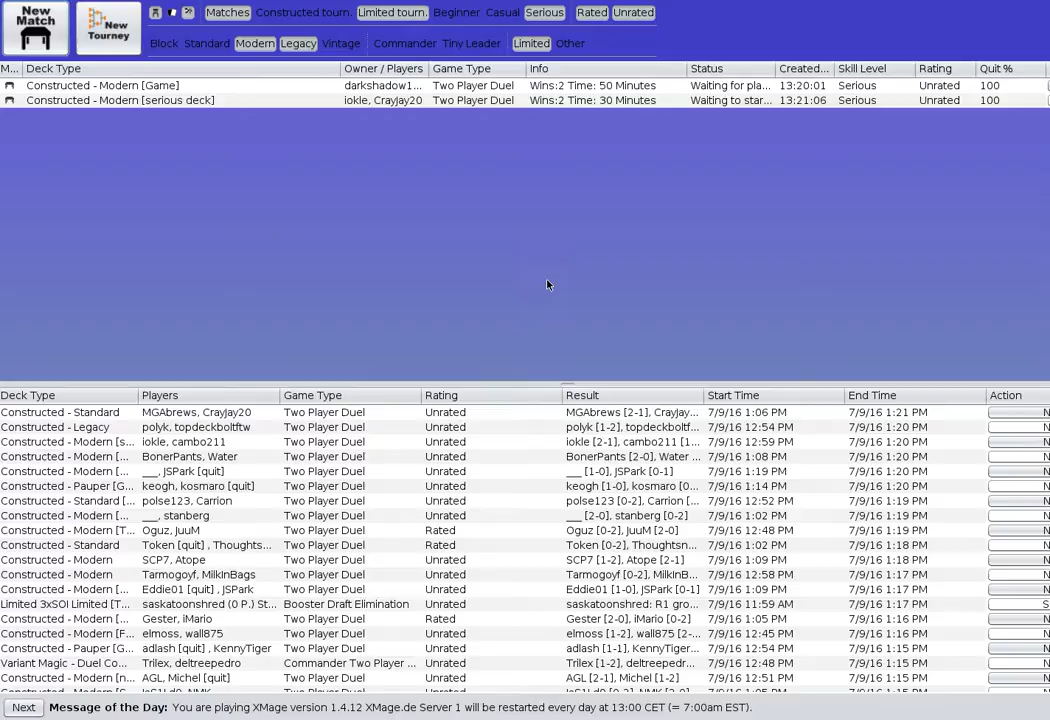 New Match New Tourney Matches Constructed tourn. Limited tourn. Beginner Casual Serious Rated Unrated
Block Standard Modern Legacy Vintage Commander Tiny Leader Limited Other
M... Deck Type Owner / Players Game Type Info Status Created... Skill Level Rating Quit %
Constructed - Modern [Game] darkshadow1... Two Player Duel Wins:2 Time: 50 Minutes Waiting for pla... 13:20:01 Serious Unrated 100
Constructed - Modern [serious deck] iokle, CrayJay20 Two Player Duel Wins:2 Time: 30 Minutes Waiting to star... 13:21:06 Serious Unrated 100
Deck Type Players Game Type Rating Result Start Time End Time Action
Constructed - Standard MGAbrews, CrayJay20 Two Player Duel Unrated MGAbrews [2-1], CrayJay... 7/9/16 1:06 PM 7/9/16 1:21 PM N
Constructed - Legacy polyk, topdeckboltftw Two Player Duel Unrated polyk [1-2], topdeckboltf... 7/9/16 12:54 PM 7/9/16 1:20 PM N
Constructed - Modern [s... iokle, cambo211 Two Player Duel Unrated iokle [2-1], cambo211 [1... 7/9/16 12:59 PM 7/9/16 1:20 PM N
Constructed - Modern [... BonerPants, Water Two Player Duel Unrated BonerPants [2-0], Water ... 7/9/16 1:08 PM 7/9/16 1:20 PM N
Constructed - Modern [... ___, JSPark [quit] Two Player Duel Unrated ___ [1-0], JSPark [0-1] 7/9/16 1:19 PM 7/9/16 1:20 PM N
Constructed - Pauper [G... keogh, kosmaro [quit] Two Player Duel Unrated keogh [1-0], kosmaro [0... 7/9/16 1:14 PM 7/9/16 1:20 PM N
Constructed - Standard [... polse123, Carrion Two Player Duel Unrated polse123 [0-2], Carrion [... 7/9/16 12:52 PM 7/9/16 1:19 PM N
Constructed - Modern [... ___, stanberg Two Player Duel Unrated ___ [2-0], stanberg [0-2] 7/9/16 1:02 PM 7/9/16 1:19 PM N
Constructed - Modern [T... Oguz, JuuM Two Player Duel Rated Oguz [0-2], JuuM [2-0] 7/9/16 12:48 PM 7/9/16 1:19 PM N
Constructed - Standard Token [quit] , Thoughts... Two Player Duel Rated Token [0-2], Thoughtsn... 7/9/16 1:02 PM 7/9/16 1:18 PM N
Constructed - Modern SCP7, Atope Two Player Duel Unrated SCP7 [1-2], Atope [2-1] 7/9/16 1:09 PM 7/9/16 1:18 PM N
Constructed - Modern Tarmogoyf, MilkInBags Two Player Duel Unrated Tarmogoyf [0-2], MilkInB... 7/9/16 12:58 PM 7/9/16 1:17 PM N
Constructed - Modern [... Eddie01 [quit] , JSPark Two Player Duel Unrated Eddie01 [0-1], JSPark [0-1] 7/9/16 1:09 PM 7/9/16 1:17 PM N
Limited 3xSOI Limited [T... saskatoonshred (0 P.) St... Booster Draft Elimination Unrated saskatoonshred: R1 gro... 7/9/16 11:59 AM 7/9/16 1:17 PM S
Constructed - Modern [... Gester, iMario Two Player Duel Rated Gester [2-0], iMario [0-2] 7/9/16 1:05 PM 7/9/16 1:16 PM N
Constructed - Modern [F... elmoss, wall875 Two Player Duel Unrated elmoss [1-2], wall875 [2-... 7/9/16 12:45 PM 7/9/16 1:16 PM N
Constructed - Pauper [G... adlash [quit] , KennyTiger Two Player Duel Unrated adlash [1-1], KennyTiger... 7/9/16 12:54 PM 7/9/16 1:15 PM N
Variant Magic - Duel Co... Trilex, deltreepedro Commander Two Player ... Unrated Trilex [1-2], deltreepedr... 7/9/16 12:48 PM 7/9/16 1:15 PM N
Constructed - Modern [n... AGL, Michel [quit] Two Player Duel Unrated AGL [2-1], Michel [1-2] 7/9/16 12:51 PM 7/9/16 1:15 PM N
Next Message of the Day: You are playing XMage version 1.4.12 XMage.de Server 1 will be restarted every day at 13:00 CET (= 7:00am EST).